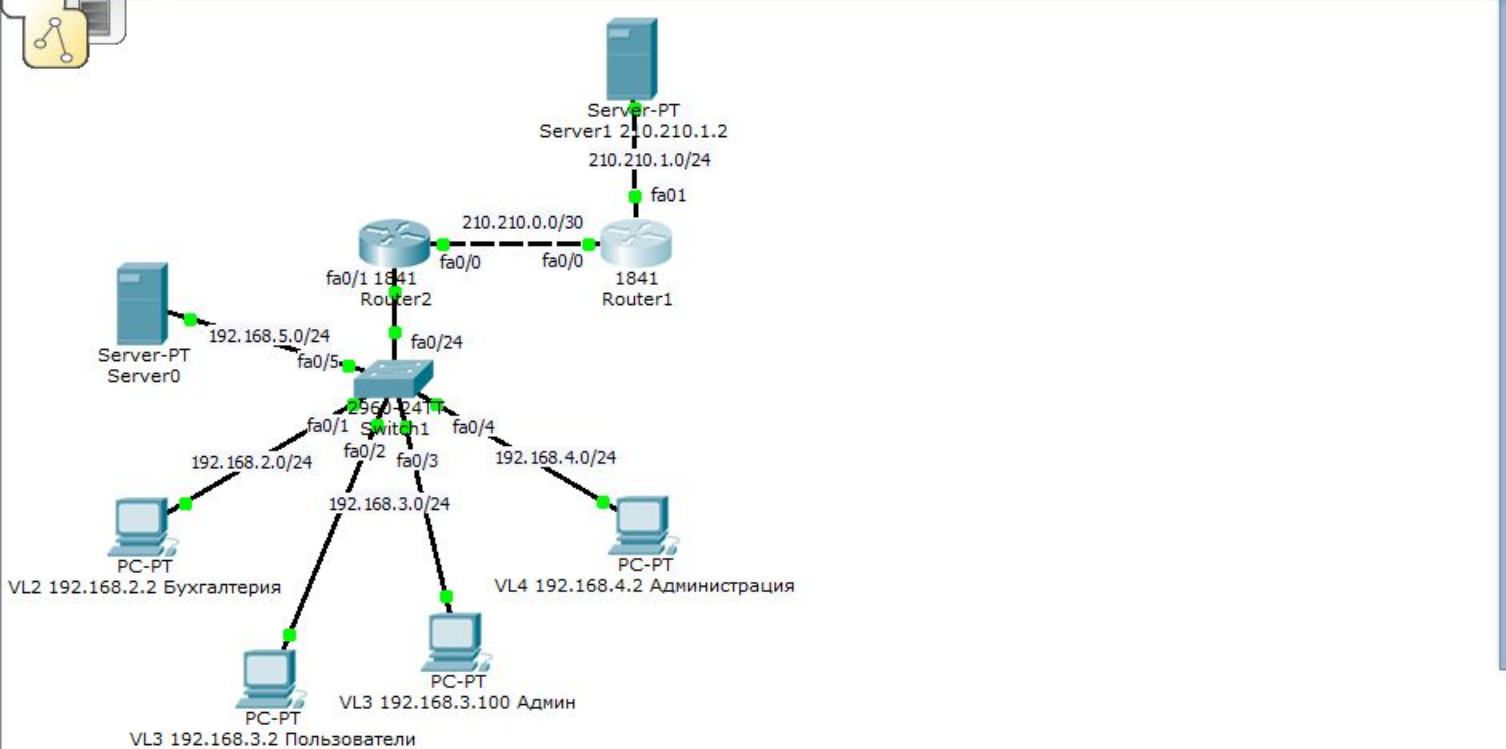 Server-PT
Server1 210.210.1.2
210.210.1.0/24
fa01
210.210.0.0/30
fa0/0
fa0/0
fa0/1 1841
Router2
1841
Router1
192.168.5.0/24
fa0/24
Server-PT
Server0
fa0/5
2960-24TT
Switch1
fa0/1
fa0/2
fa0/3
fa0/4
192.168.2.0/24
192.168.4.0/24
192.168.3.0/24
PC-PT
VL2 192.168.2.2 Бухгалтерия
PC-PT
VL4 192.168.4.2 Администрация
PC-PT
VL3 192.168.3.100 Админ
PC-PT
VL3 192.168.3.2 Пользователи